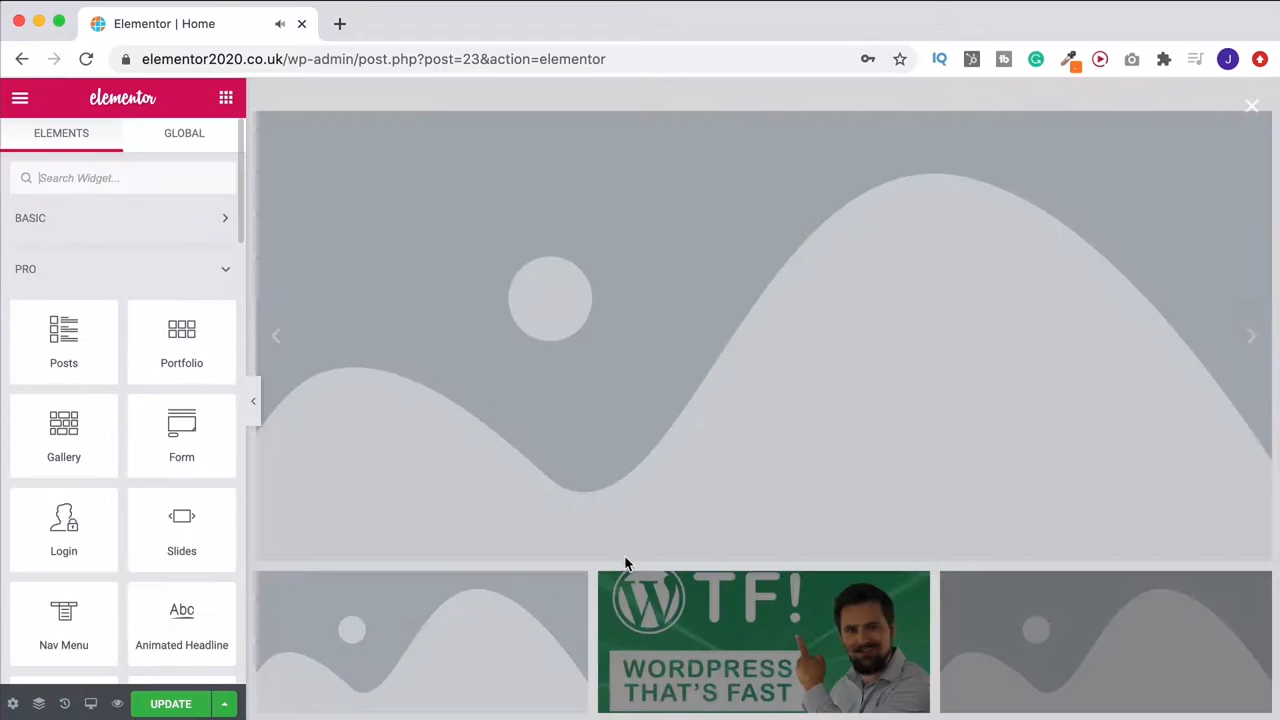 Elementor | Home
elementor2020.co.uk/wp-admin/post.php?post=23&action=elementor
tb
J
elementor
ELEMENTS GLOBAL
Search Widget...
BASIC
PRO
Posts Portfolio
Gallery Form
Login Slides
Abc
Nav Menu Animated Headline
UPDATE
WTF!
WORDPRESS
THAT'S FAST